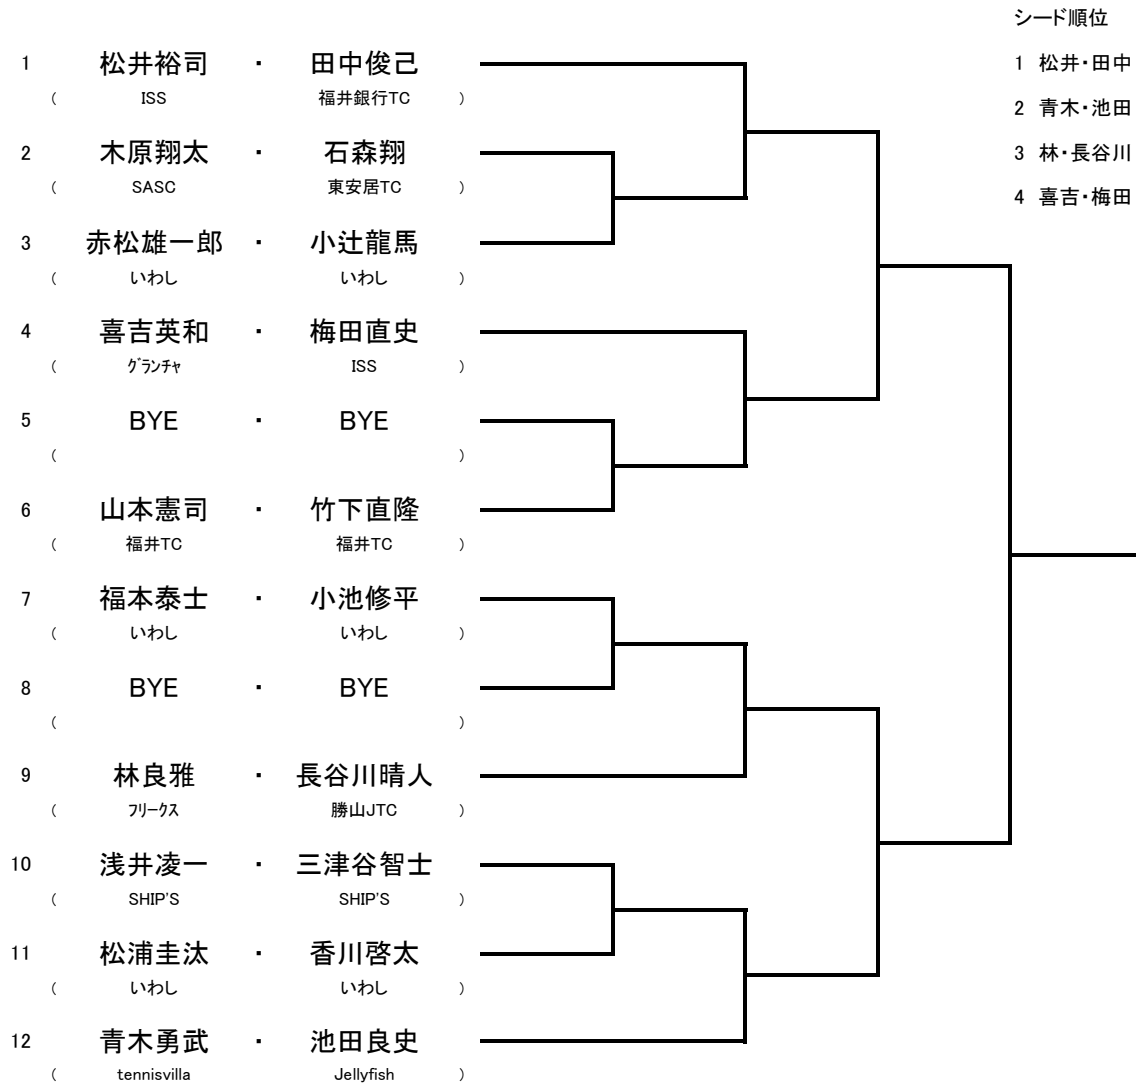 シード順位
1 松井・田中
2 青木・池田
3 林・長谷川
4 喜吉・梅田
1 松井裕司 ・ 田中俊己
( ISS 福井銀行TC )
2 木原翔太 ・ 石森翔
( SASC 東安居TC )
3 赤松雄一郎 ・ 小辻龍馬
( いわし いわし )
4 喜吉英和 ・ 梅田直史
( グランチャ ISS )
5 BYE ・ BYE
( )
6 山本憲司 ・ 竹下直隆
( 福井TC 福井TC )
7 福本泰士 ・ 小池修平
( いわし いわし )
8 BYE ・ BYE
( )
9 林良雅 ・ 長谷川晴人
( フリークス 勝山JTC )
10 浅井凌一 ・ 三津谷智士
( SHIP'S SHIP'S )
11 松浦圭汰 ・ 香川啓太
( いわし いわし )
12 青木勇武 ・ 池田良史
( tennisvilla Jellyfish )